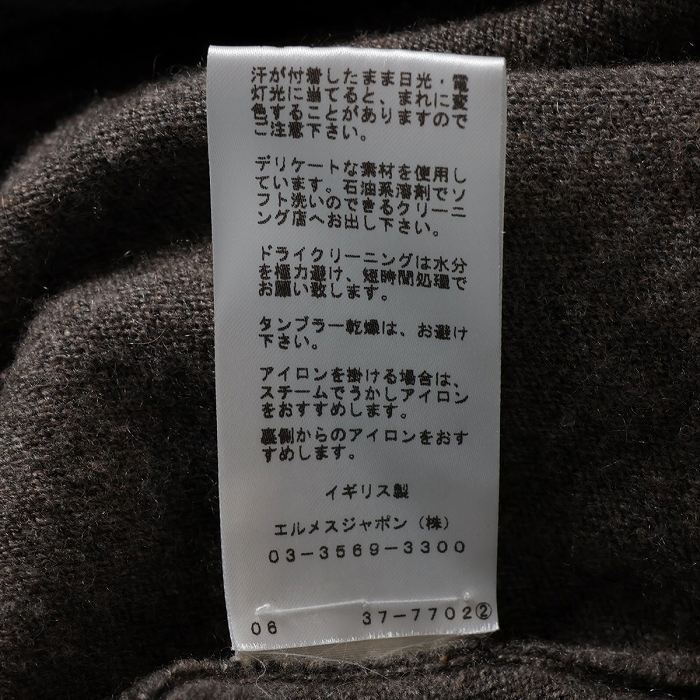 汗が付着したまま日光・電
灯光に当てると、まれに変
色することがありますので
ご注意下さい。
デリケートな素材を使用し
ています。石油系溶剤でソ
フト洗いのできるクリーニ
ング店へお出し下さい。
ドライクリーニングは水分
を極力避け、短時間処理で
お願い致します。
タンブラー乾燥は、お避け
下さい。
アイロンを掛ける場合は、
スチームでうかしアイロン
をおすすめします。
裏側からのアイロンをおす
すめします。
イギリス製
エルメスジャポン(株)
03-3569-3300
06 37-7702②